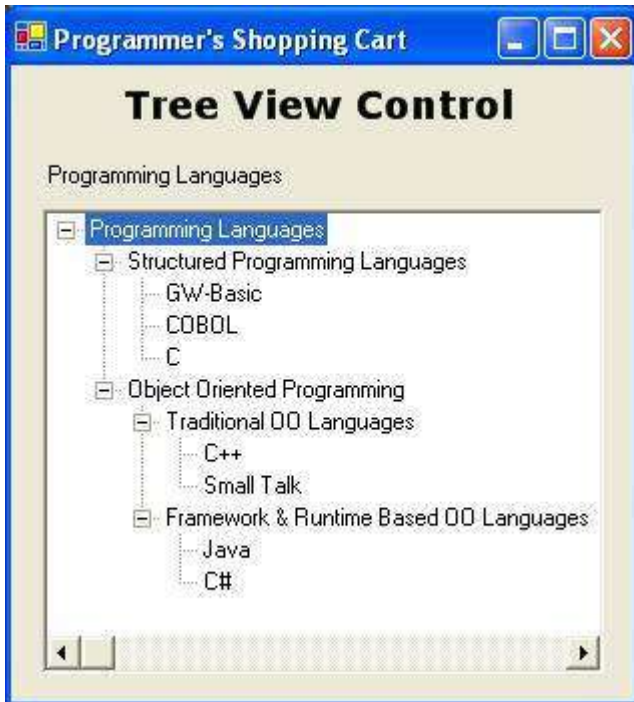 Programmer's Shopping Cart
Tree View Control
Programming Languages
Programming Languages
Structured Programming Languages
GW-Basic
COBOL
C
Object Oriented Programming
Traditional OO Languages
C++
Small Talk
Framework & Runtime Based OO Languages
Java
C#